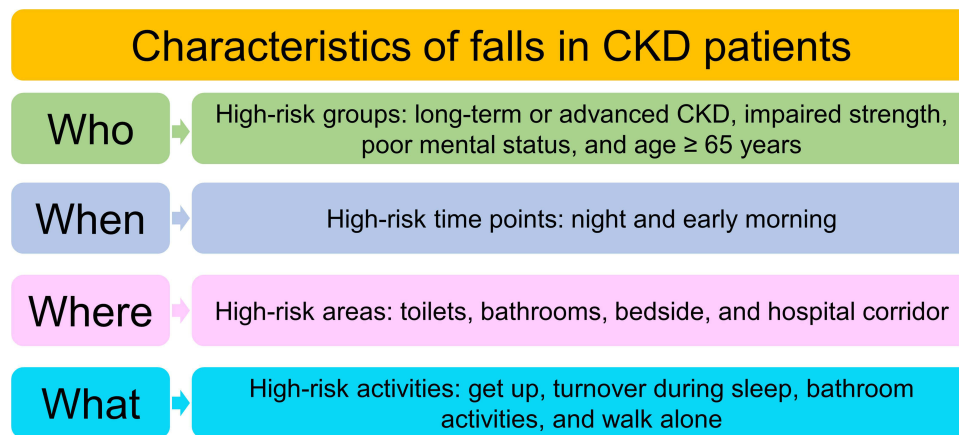 Characteristics of falls in CKD patients
Who
High-risk groups: long-term or advanced CKD, impaired strength,
poor mental status, and age ≥ 65 years
When
High-risk time points: night and early morning
Where
High-risk areas: toilets, bathrooms, bedside, and hospital corridor
What
High-risk activities: get up, turnover during sleep, bathroom
activities, and walk alone